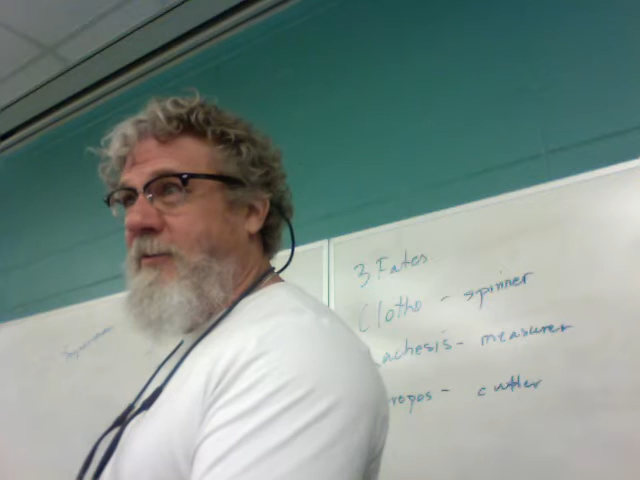 3 Fates
Clotho - spinner
achesis - measurer
ropos - cutter